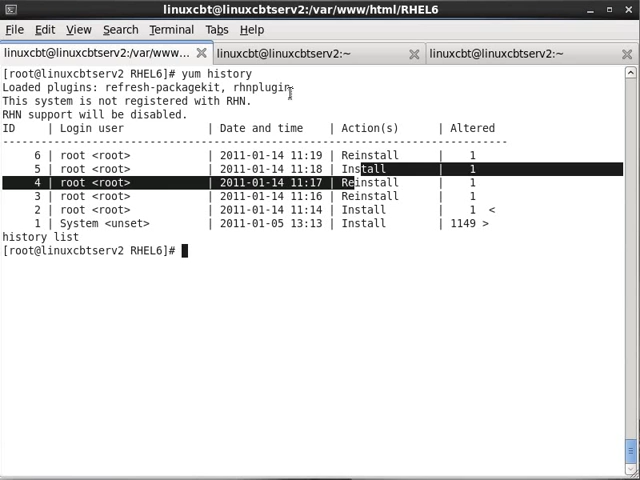 linuxcbt@linuxcbtserv2:/var/www/html/RHEL6
File Edit Search Terminal Tabs Help
linuxcbt@linuxcbtserv2:/var/www... linuxcbt@linuxcbtserv2:~ linuxcbt@linuxcbtserv2:~
[root@linuxcbtserv2 RHEL6]# yum history
Loaded plugins: refresh-packagekit, rhnplugin
This system is not registered with RHN.
RHN support will be disabled.
ID | Login user | Date and time | Action(s) | Altered
-------------------------------------------------------------------------------
6 | root <root> | 2011-01-14 11:19 | Reinstall | 1
5 | root <root> | 2011-01-14 11:18 | Install | 1
4 | root <root> | 2011-01-14 11:17 | Reinstall | 1
3 | root <root> | 2011-01-14 11:16 | Reinstall | 1
2 | root <root> | 2011-01-14 11:14 | Install | 1 <
1 | System <unset> | 2011-01-05 13:13 | Install | 1149 >
history list
[root@linuxcbtserv2 RHEL6]#